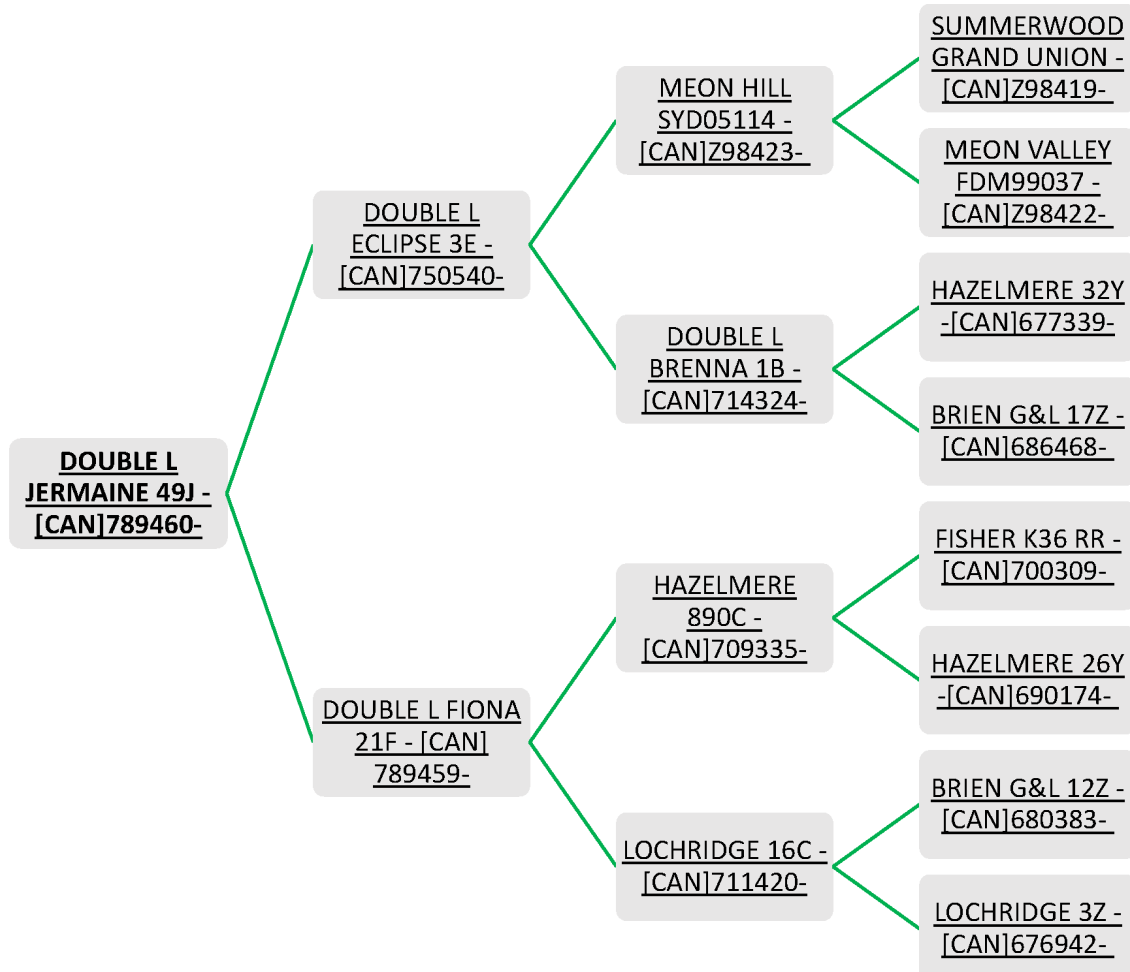 DOUBLE L
JERMAINE 49J -
[CAN]789460-
DOUBLE L
ECLIPSE 3E -
[CAN]750540-
DOUBLE L FIONA
21F - [CAN]
789459-
MEON HILL
SYD05114 -
[CAN]Z98423-
DOUBLE L
BRENNA 1B -
[CAN]714324-
HAZELMERE
890C -
[CAN]709335-
LOCHRIDGE 16C -
[CAN]711420-
SUMMERWOOD
GRAND UNION -
[CAN]Z98419-
MEON VALLEY
FDM99037 -
[CAN]Z98422-
HAZELMERE 32Y
-[CAN]677339-
BRIEN G&L 17Z -
[CAN]686468-
FISHER K36 RR -
[CAN]700309-
HAZELMERE 26Y
-[CAN]690174-
BRIEN G&L 12Z -
[CAN]680383-
LOCHRIDGE 3Z -
[CAN]676942-